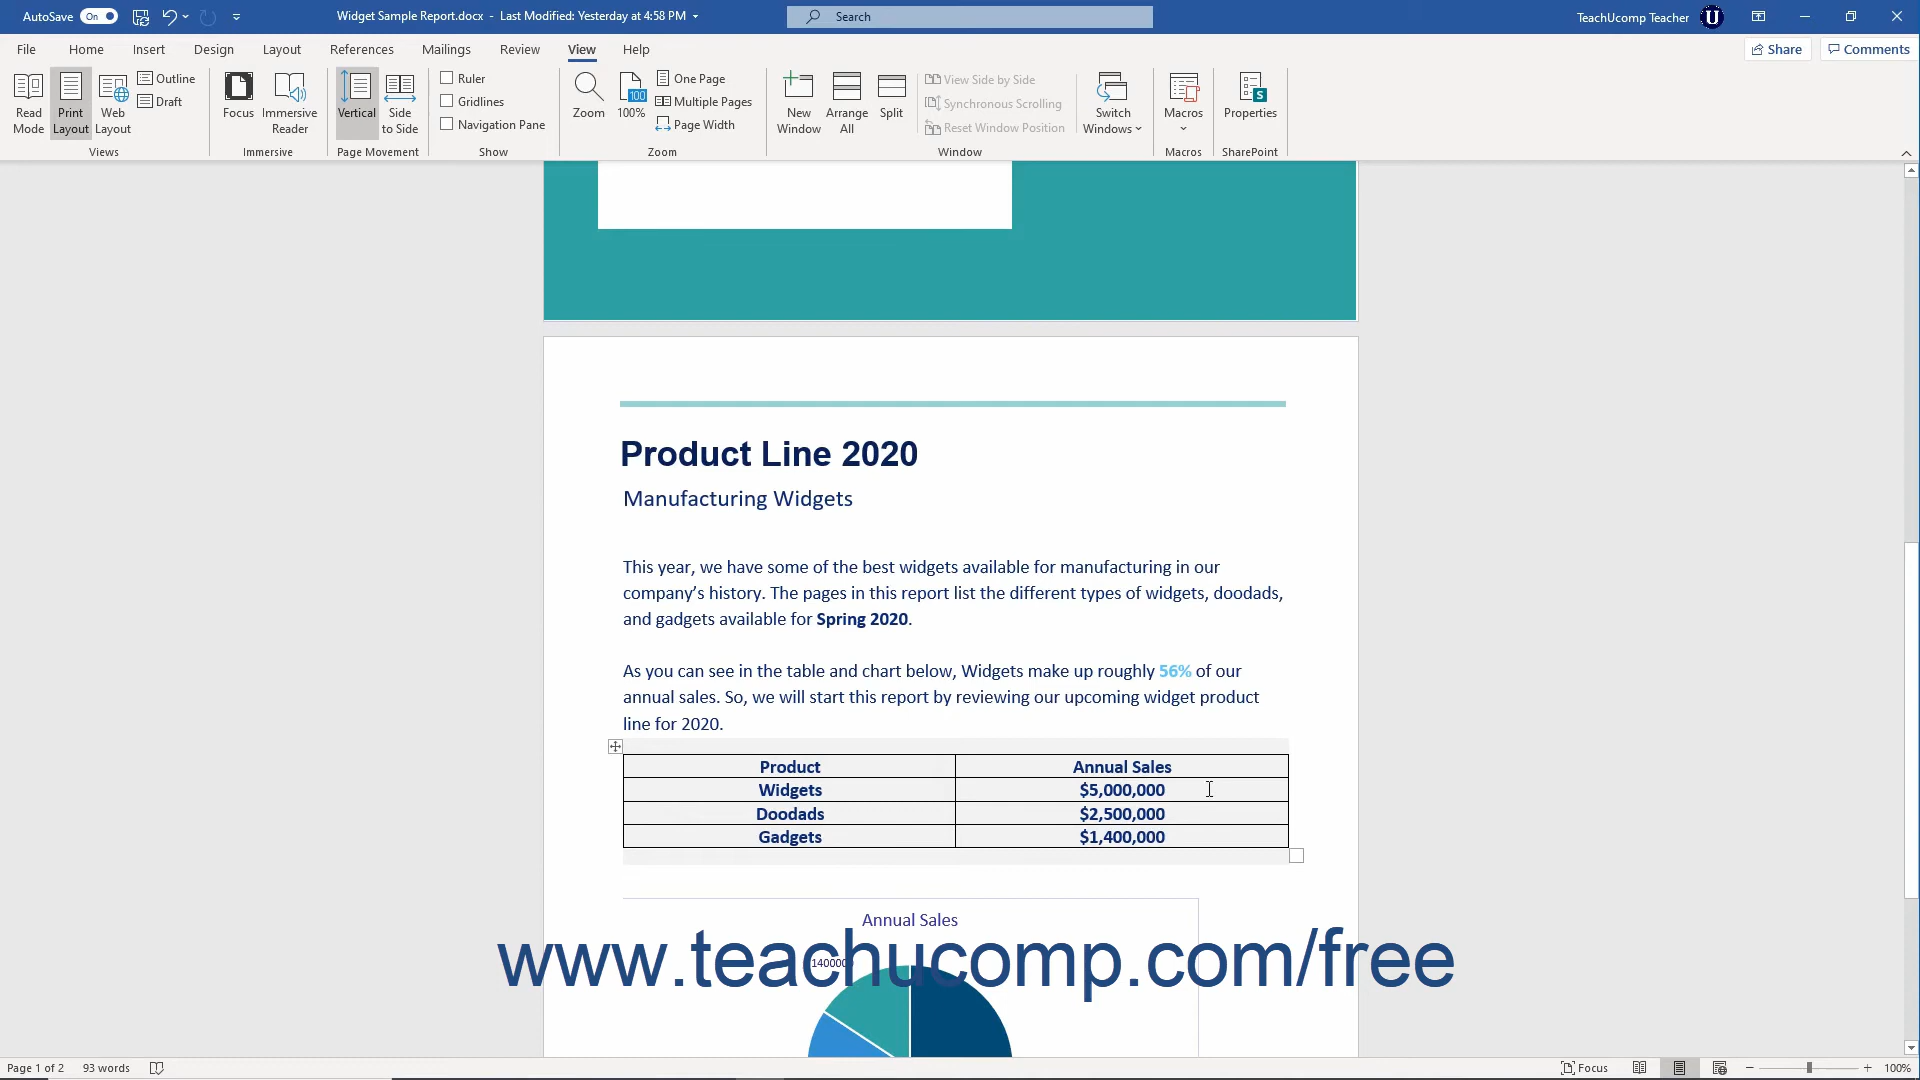 AutoSave On Widget Sample Report.docx - Last Modified: Yesterday at 4:58 PM Search TeachUcomp Teacher U
File Home Insert Design Layout References Mailings Review View Help Share Comments
Read Mode
Print Layout
Web Layout
Outline
Draft
Views
Focus
Immersive Reader
Immersive
Vertical
Side to Side
Page Movement
Ruler
Gridlines
Navigation Pane
Show
Zoom
100
100%
One Page
Multiple Pages
Page Width
Zoom
New Window
Arrange All
Split
View Side by Side
Synchronous Scrolling
Reset Window Position
Window
Switch Windows
Macros
Macros
S
Properties
SharePoint
Product Line 2020
Manufacturing Widgets
This year, we have some of the best widgets available for manufacturing in our
company’s history. The pages in this report list the different types of widgets, doodads,
and gadgets available for Spring 2020.
As you can see in the table and chart below, Widgets make up roughly 56% of our
annual sales. So, we will start this report by reviewing our upcoming widget product
line for 2020.
Product Annual Sales
Widgets $5,000,000
Doodads $2,500,000
Gadgets $1,400,000
Annual Sales
1400000
www.teachucomp.com/free
Page 1 of 2 93 words Focus 100%